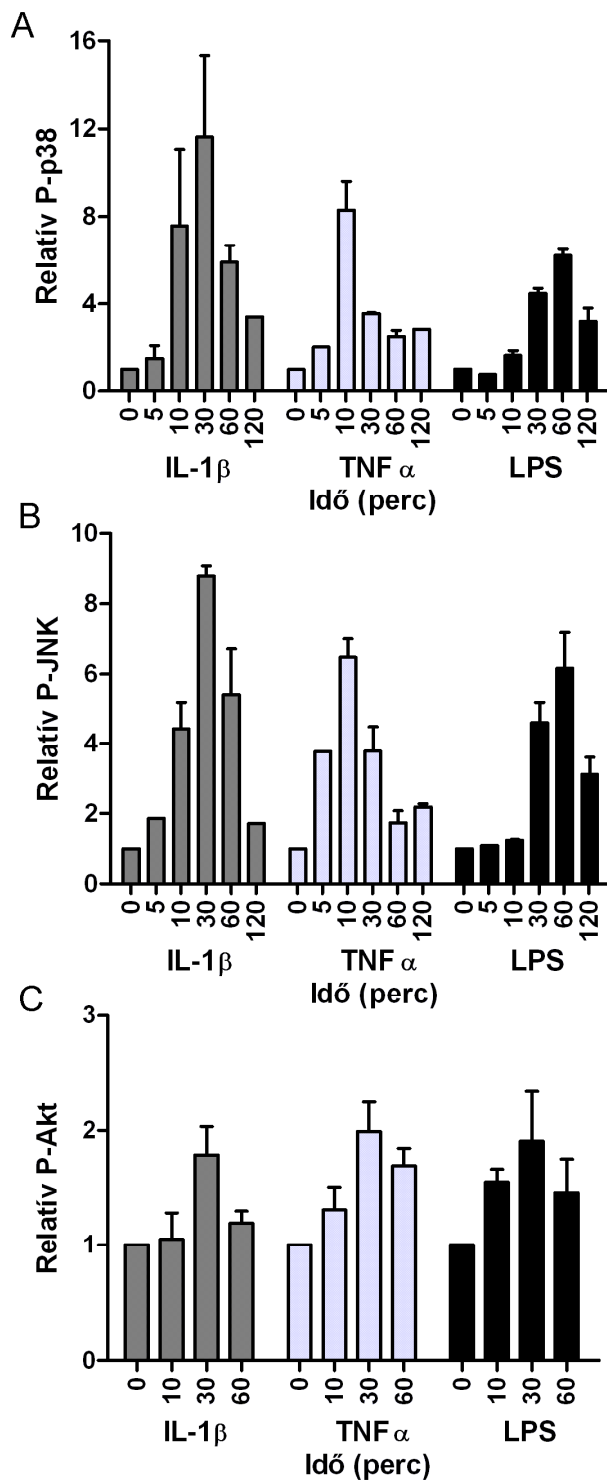 A
Relatív P-p38
16
12
8
4
0
0 5 10 30 60 120 0 5 10 30 60 120 0 5 10 30 60 120
IL-1β TNF α LPS
Idő (perc)
B
Relatív P-JNK
10
8
6
4
2
0
0 5 10 30 60 120 0 5 10 30 60 120 0 5 10 30 60 120
IL-1β TNF α LPS
Idő (perc)
C
Relatív P-Akt
3
2
1
0
0 10 30 60 0 10 30 60 0 10 30 60
IL-1β TNF α LPS
Idő (perc)